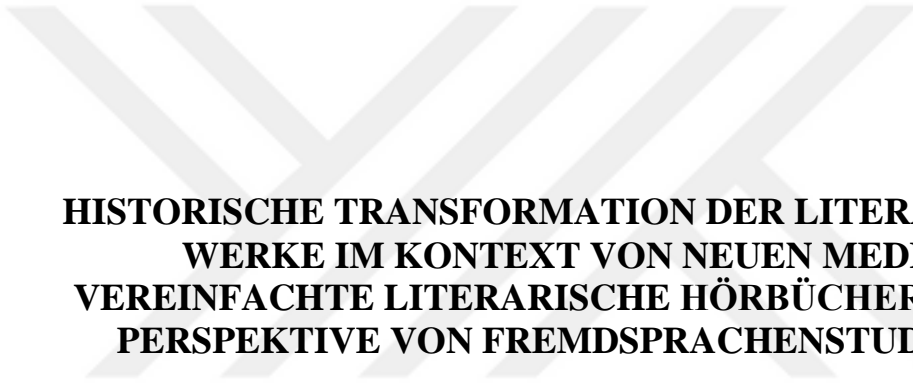 HISTORISCHE TRANSFORMATION DER
WERKE IM KONTEXT VON NEUEN
VEREINFACHTE LITERARISCHE HÖRBÜCHER
PERSPEKTIVE VON